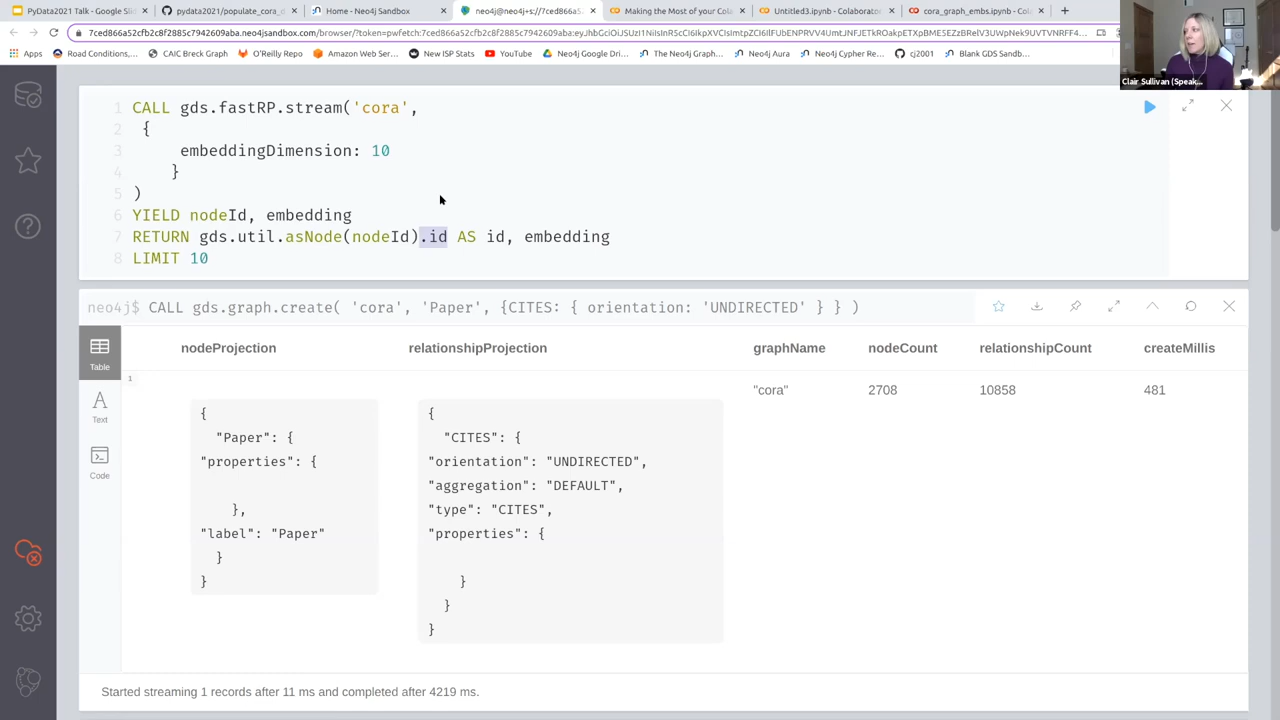 PyData2021 Talk - Google Slid
pydata2021/populate_cora_d
Home - Neo4j Sandbox
neo4j@neo4j+s://7ced866a5
Making the Most of your Col
Untitled3.ipynb - Colaborato
cora_graph_embs.ipynb - Co
Apps
Road Conditions,...
CAIC Breck Graph
O'Reilly Repo
Amazon Web Ser...
New ISP Stats
YouTube
Neo4j Google Dri...
The Neo4j Graph...
Neo4j Aura
Neo4j Cypher Re...
cj2001
Blank GDS Sandb...
Clair Sullivan (Speak...
1 CALL gds.fastRP.stream('cora',
2 {
3 embeddingDimension: 10
4 }
5 )
6 YIELD nodeId, embedding
7 RETURN gds.util.asNode(nodeId).id AS id, embedding
8 LIMIT 10
neo4j$ CALL gds.graph.create( 'cora', 'Paper', {CITES: { orientation: 'UNDIRECTED' } } )
Table
Text
Code
nodeProjection relationshipProjection graphName nodeCount relationshipCount createMillis
1
{
"Paper": {
"properties": {
},
"label": "Paper"
}
}
{
"CITES": {
"orientation": "UNDIRECTED",
"aggregation": "DEFAULT",
"type": "CITES",
"properties": {
}
}
}
"cora" 2708 10858 481
Started streaming 1 records after 11 ms and completed after 4219 ms.